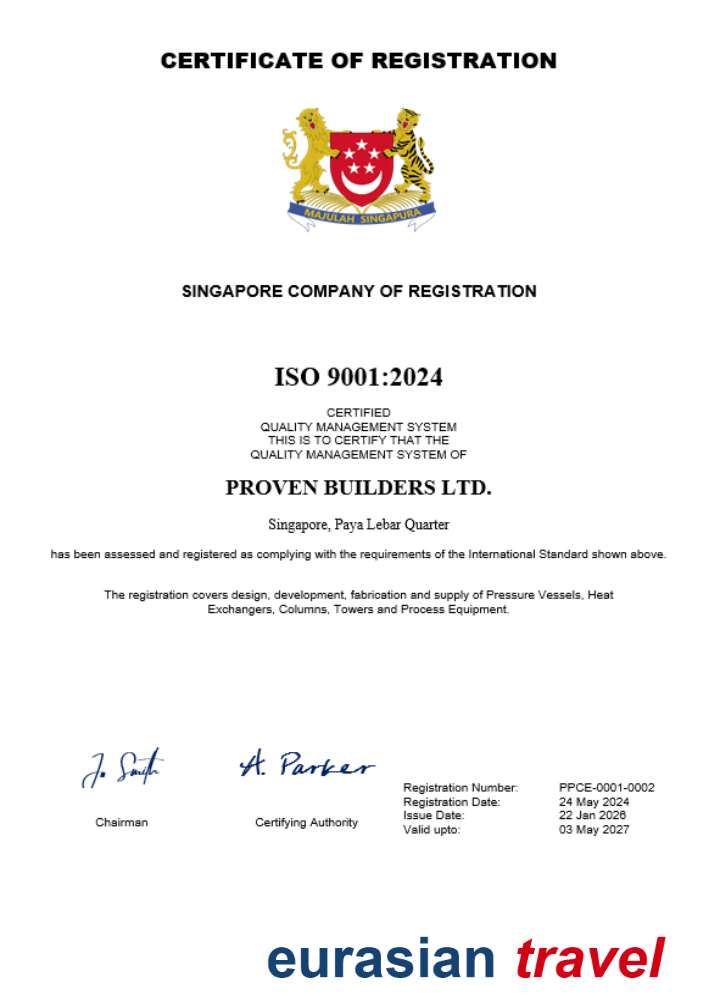 CERTIFICATE OF REGISTRATION
MAJULAH SINGAPURA
SINGAPORE COMPANY OF REGISTRATION
ISO 9001:2024
CERTIFIED
QUALITY MANAGEMENT SYSTEM
THIS IS TO CERTIFY THAT THE
QUALITY MANAGEMENT SYSTEM OF
PROVEN BUILDERS LTD.
Singapore, Paya Lebar Quarter
has been assessed and registered as complying with the requirements of the International Standard shown above.
The registration covers design, development, fabrication and supply of Pressure Vessels, Heat
Exchangers, Columns, Towers and Process Equipment.
Jo Smith
A. Parker
Chairman
Certifying Authority
Registration Number: PPCE-0001-0002
Registration Date: 24 May 2024
Issue Date: 22 Jan 2026
Valid upto: 03 May 2027
eurasian travel